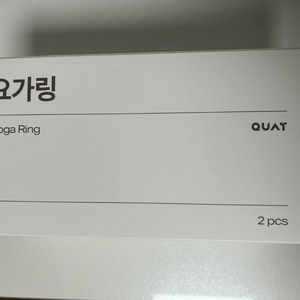 요가링
oga Ring
QUAT
2 pcs